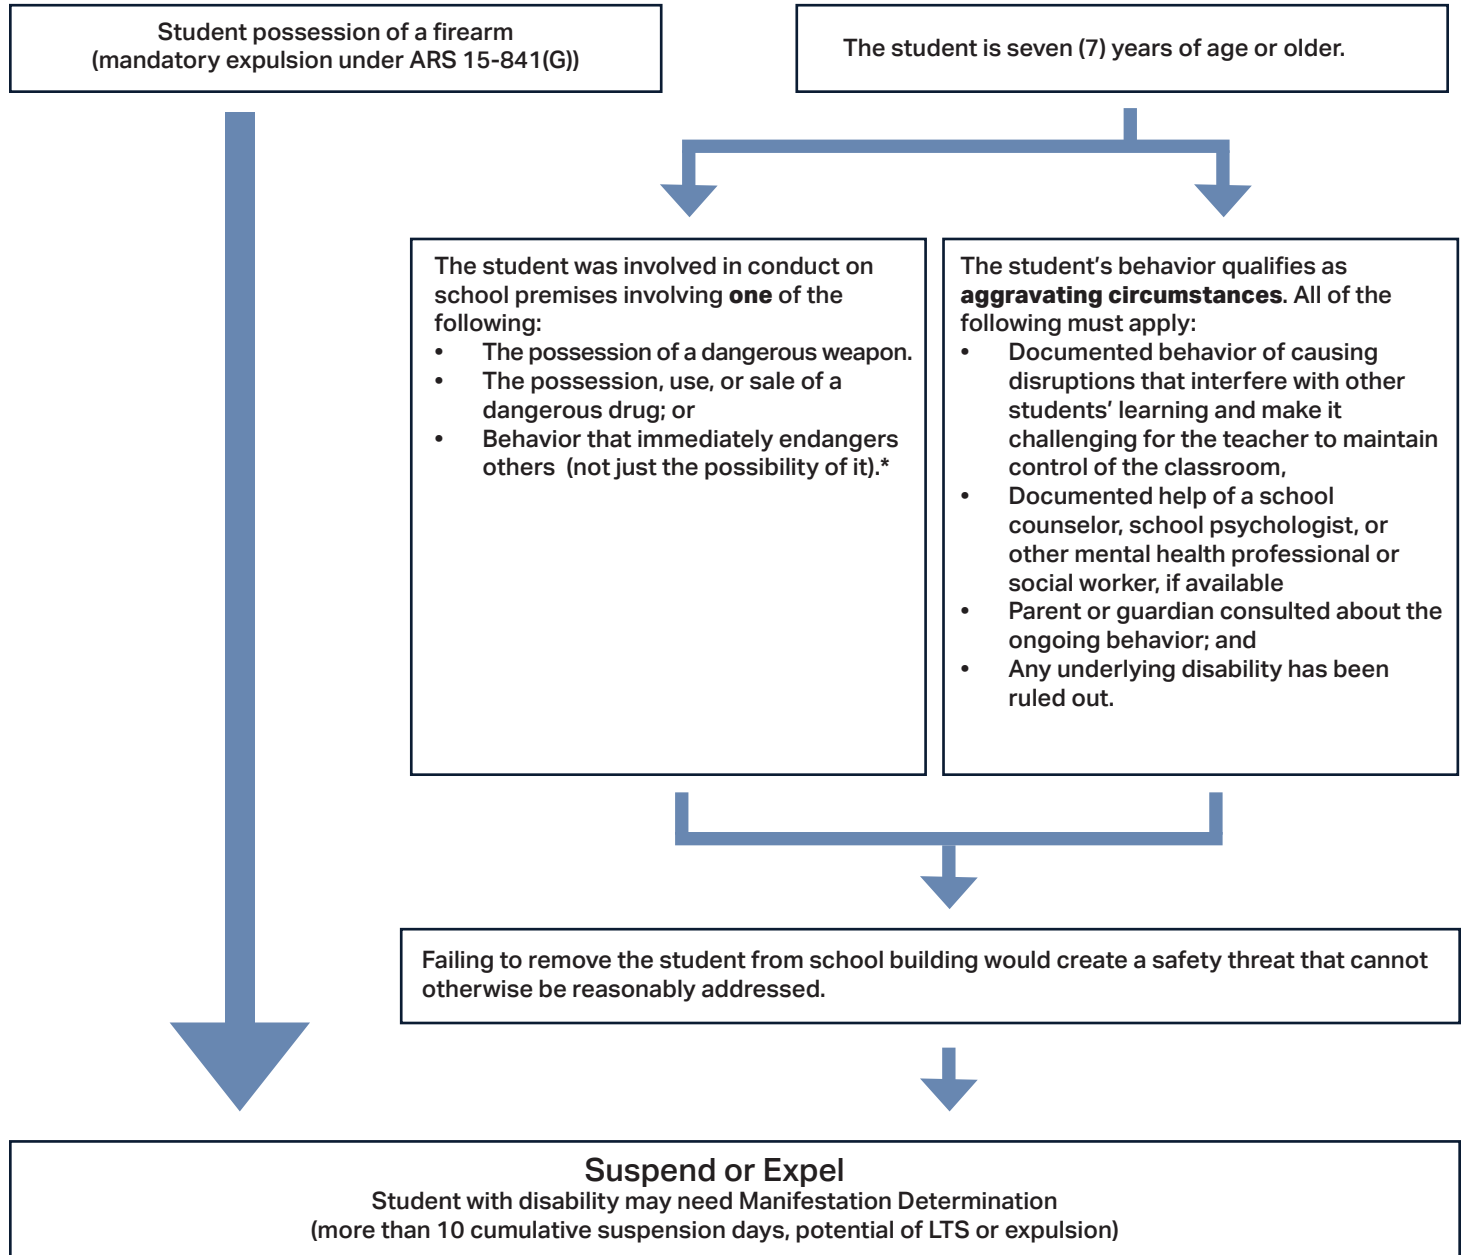 Student possession of a firearm
(mandatory expulsion under ARS 15-841(G))
The student is seven (7) years of age or older.
The student was involved in conduct on
school premises involving one of the
following:
• The possession of a dangerous weapon.
• The possession, use, or sale of a
dangerous drug; or
• Behavior that immediately endangers
others (not just the possibility of it).*
The student’s behavior qualifies as
aggravating circumstances. All of the
following must apply:
• Documented behavior of causing
disruptions that interfere with other
students’ learning and make it
challenging for the teacher to maintain
control of the classroom,
• Documented help of a school
counselor, school psychologist, or
other mental health professional or
social worker, if available
• Parent or guardian consulted about the
ongoing behavior; and
• Any underlying disability has been
ruled out.
Failing to remove the student from school building would create a safety threat that cannot
otherwise be reasonably addressed.
Suspend or Expel
Student with disability may need Manifestation Determination
(more than 10 cumulative suspension days, potential of LTS or expulsion)